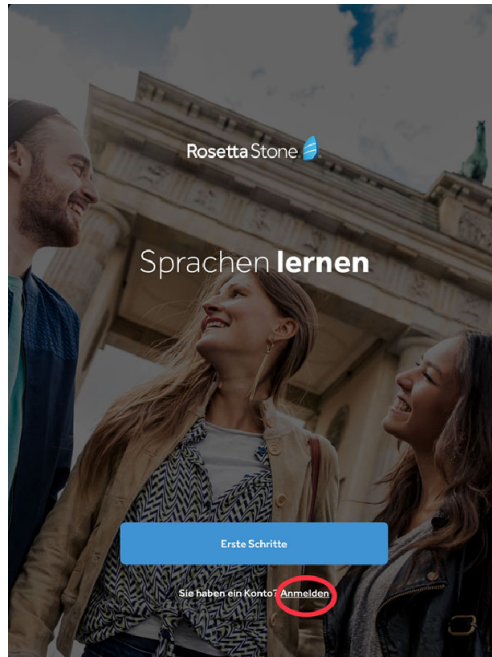 Rosetta Stone
Sprachen lernen
Erste Schritte
Sie haben ein Konto? Anmelden